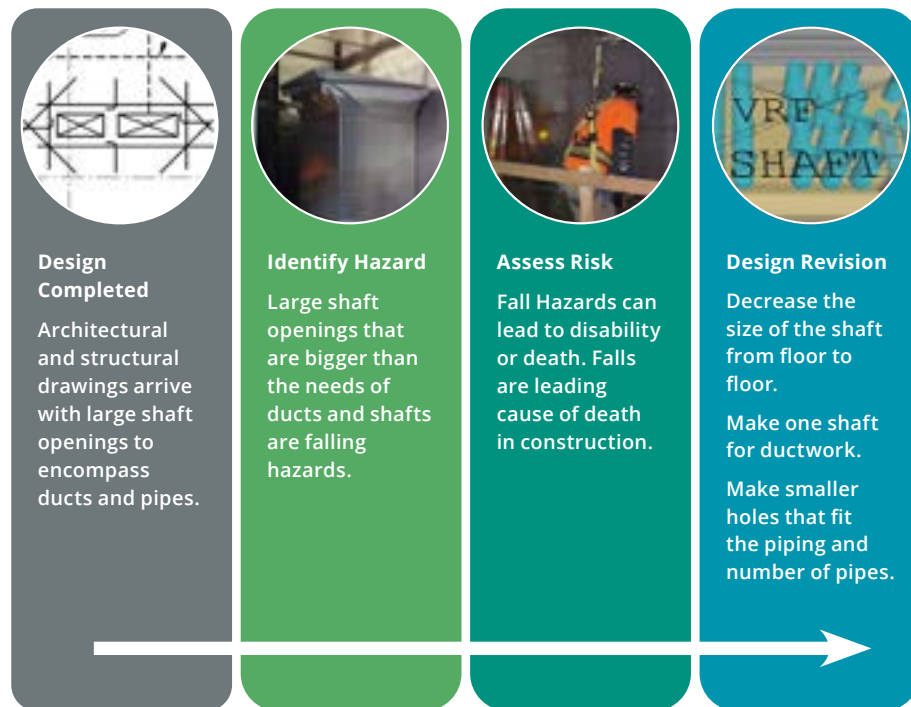 VRF
SHAFT
Design
Completed
Architectural
and structural
drawings arrive
with large shaft
openings to
encompass
ducts and pipes.
Identify Hazard
Large shaft
openings that
are bigger than
the needs of
ducts and shafts
are falling
hazards.
Assess Risk
Fall Hazards can
lead to disability
or death. Falls
are leading
cause of death
in construction.
Design Revision
Decrease the
size of the shaft
from floor to
floor.
Make one shaft
for ductwork.
Make smaller
holes that fit
the piping and
number of pipes.